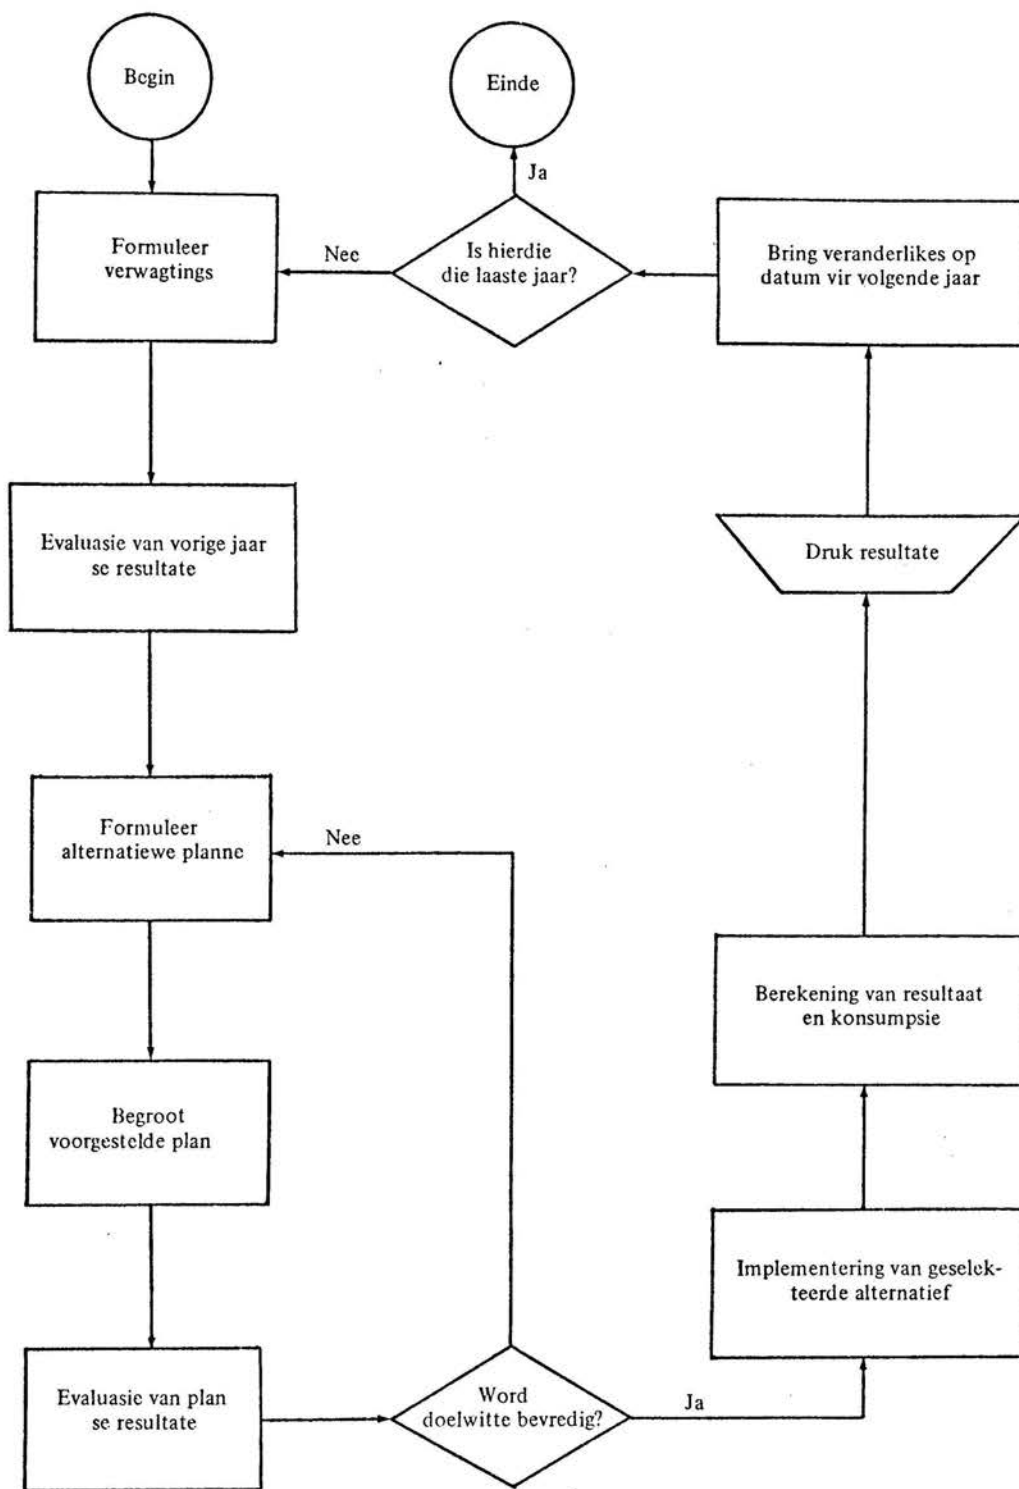 Begin
Einde
Ja
Formuleer
verwagtings
Nee
Is hierdie
die laaste jaar?
Bring veranderlikes op
datum vir volgende jaar
Evaluasie van vorige jaar
se resultate
Druk resultate
Formuleer
alternatiewe planne
Nee
Berekening van resultaat
en konsumpsie
Begroot
voorgestelde plan
Implementering van geselek-
teerde alternatief
Evaluasie van plan
se resultate
Word
doelwitte bevredig?
Ja